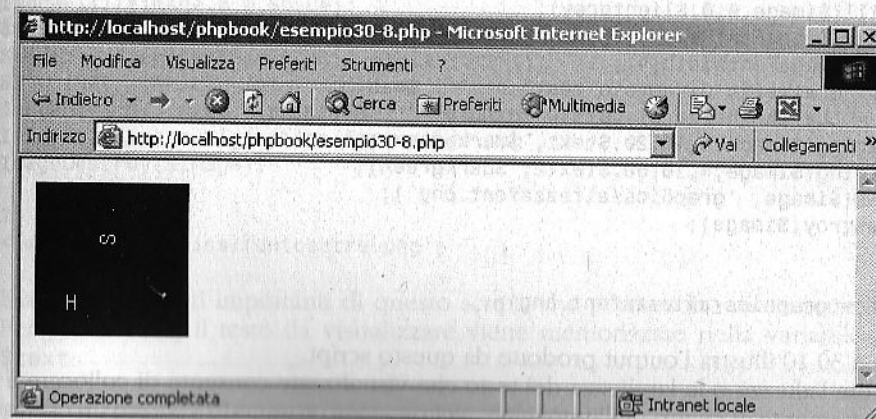 http://localhost/phpbook/esempio30-8.php - Microsoft Internet Explorer
File Modifica Visualizza Preferiti Strumenti ?
Indietro Cerca Preferiti Multimedia
Indirizzo http://localhost/phpbook/esempio30-8.php Vai Collegamenti »
S
H
Operazione completata Intranet locale